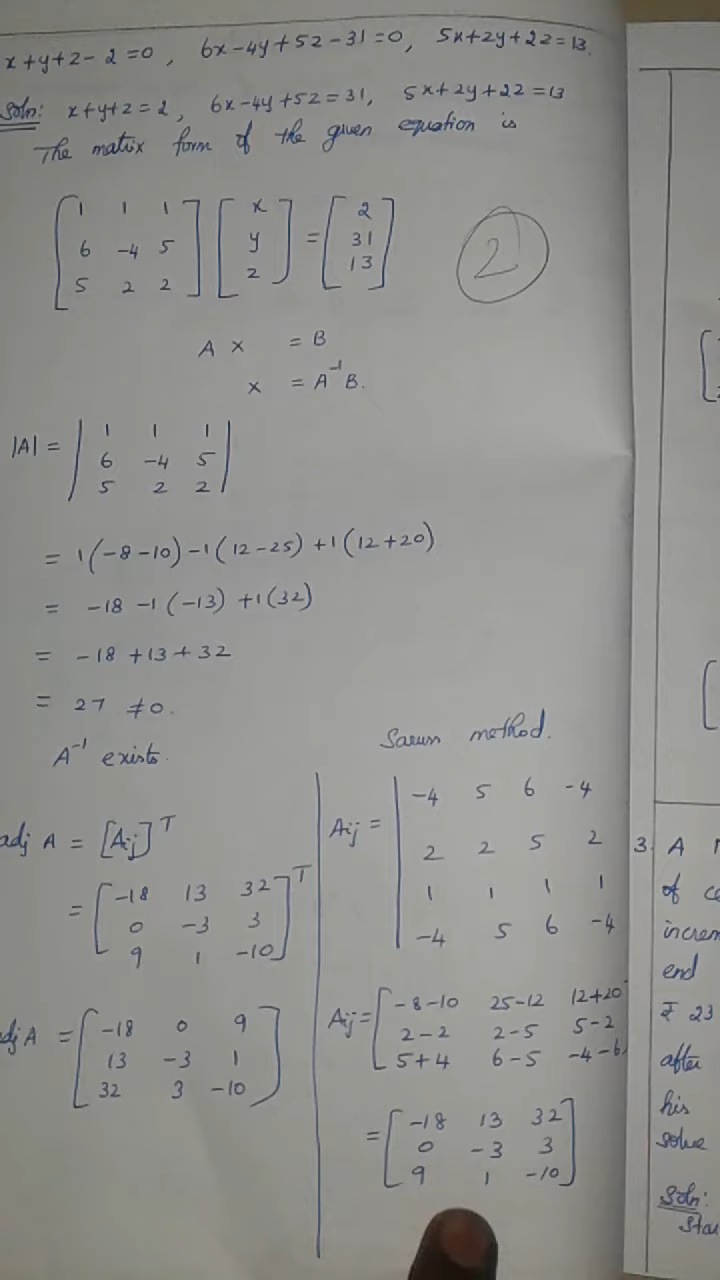 x+y+z-2=0, 6x-4y+5z-31=0, 5x+2y+2z=13.
Soln: x+y+z=2, 6x-4y+5z=31, 5x+2y+2z=13
The matrix form of the given equation is
[1 1 1] [x] = [2]
[6 -4 5] [y] [31]
[5 2 2] [z] [13]
2
A x = B
x = A⁻¹B.
|A| = | 1 1 1 |
| 6 -4 5 |
| 5 2 2 |
= 1(-8-10)-1(12-25)+1(12+20)
= -18-1(-13)+1(32)
= -18+13+32
= 27 ≠0.
A⁻¹ exists.
adj A = [Aij]ᵀ
= [-18 13 32]ᵀ
[0 -3 3]
[9 1 -10]
adj A = [-18 0 9]
[13 -3 1]
[32 3 -10]
Sarus method.
Aij = | -4 5 6 -4
2 2 5 2
1 1 1 1
-4 5 6 -4
Aij = [-8-10 25-12 12+20
2-2 2-5 5-2
5+4 6-5 -4-6
= [-18 13 32]
[0 -3 3]
[9 1 -10]
3. A
of
increm
end
₹ 23
after
his
solve
Soln: